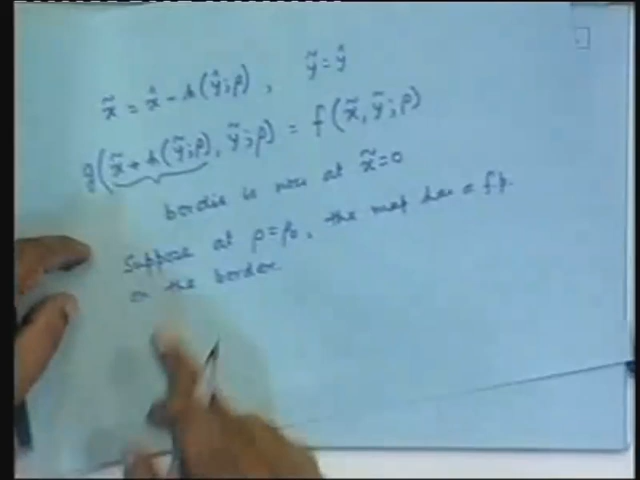 x̃ = x̂ - h(ŷ;ρ), ỹ = ŷ
g(x̃ + h(ỹ;ρ), ỹ;ρ) = f(x̃, ỹ;ρ)
border is now at x̃=0
Suppose at ρ=ρ₀, the map has a f.p.
on the border.